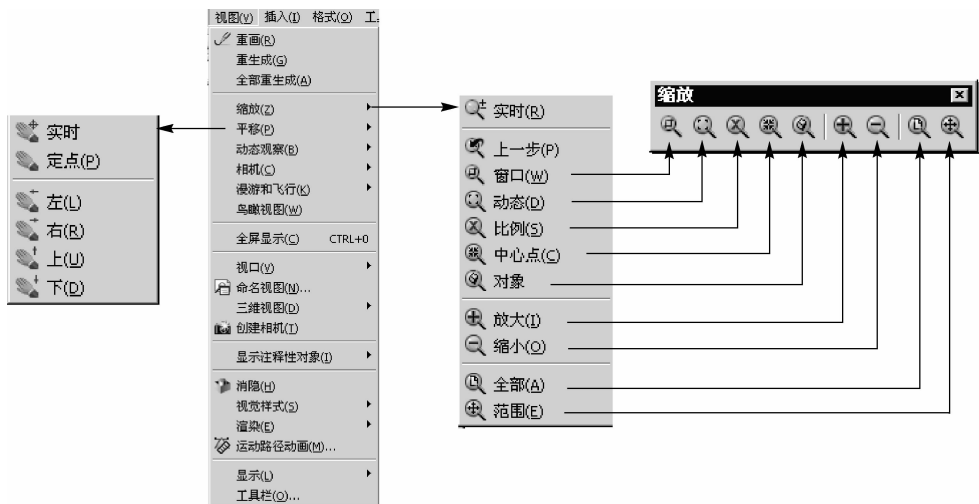 视图(V) 插入(I) 格式(O) 工
重画(R)
重生成(G)
全部重生成(A)
缩放(Z)
平移(P)
动态观察(B)
相机(C)
漫游和飞行(K)
鸟瞰视图(W)
全屏显示(C) CTRL+0
视口(V)
命名视图(N)...
三维视图(D)
创建相机(T)
显示注释性对象(I)
消隐(H)
视觉样式(S)
渲染(E)
运动路径动画(M)...
显示(L)
工具栏(O)...
实时
定点(P)
左(L)
右(R)
上(U)
下(D)
实时(R)
上一步(P)
窗口(W)
动态(D)
比例(S)
中心点(C)
对象
放大(I)
缩小(O)
全部(A)
范围(E)
缩放